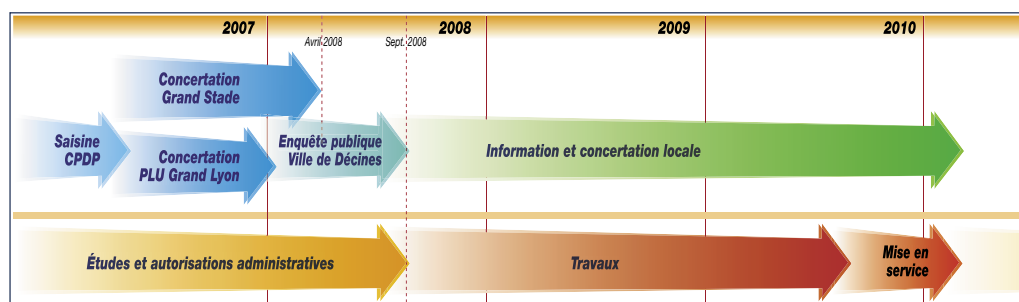 2007
2008
2009
2010
Avril 2008
Sept. 2008
Concertation
Grand Stade
Saisine
CPDP
Concertation
PLU Grand Lyon
Enquête publique
Ville de Décines
Information et concertation locale
Études et autorisations administratives
Travaux
Mise en
service